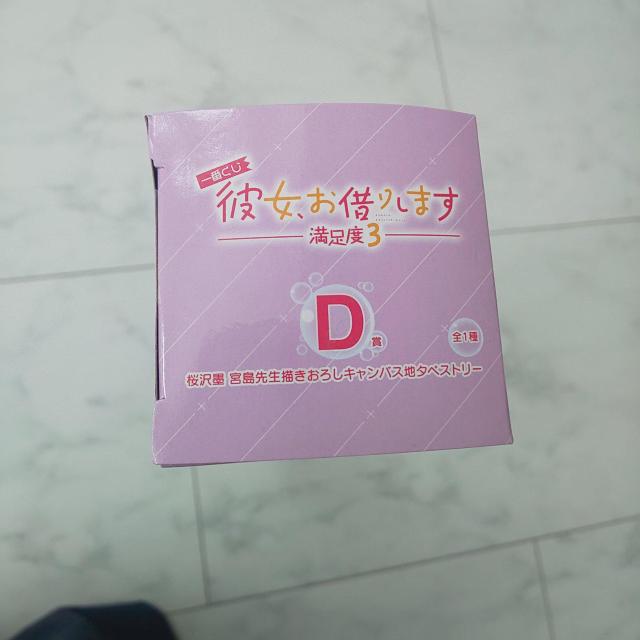 一番くじ
彼女、お借りします
満足度3
D賞
全1種
桜沢墨 宮島先生描きおろしキャンバス地タペストリー